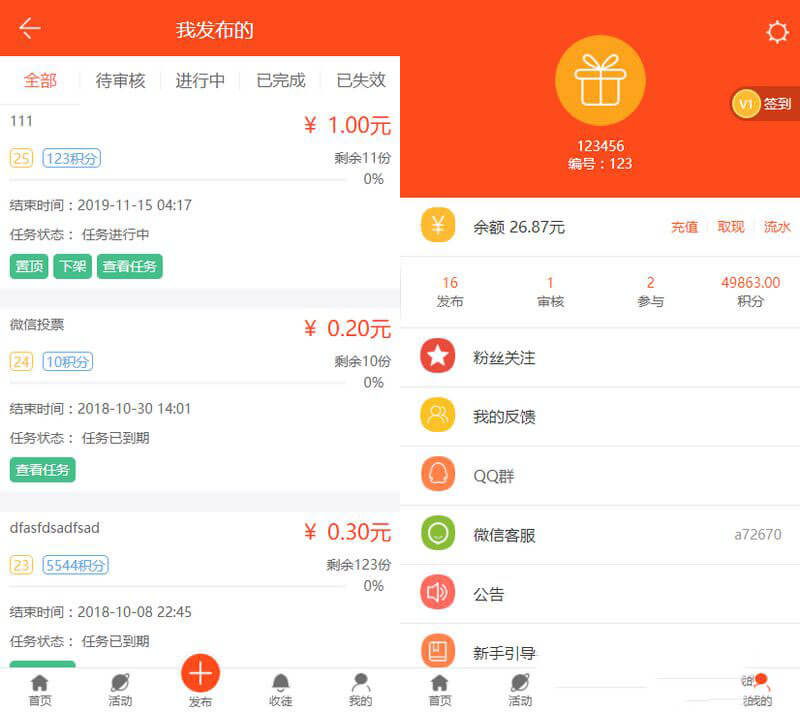 我发布的
全部 待审核 进行中 已完成 已失效
111
¥ 1.00元
25 123积分
剩余11份
0%
结束时间：2019-11-15 04:17
任务状态： 任务进行中
置顶 下架 查看任务
微信投票
¥ 0.20元
24 10积分
剩余10份
0%
结束时间：2018-10-30 14:01
任务状态： 任务已到期
查看任务
dfasfdsadfsad
¥ 0.30元
23 5544积分
剩余123份
0%
结束时间：2018-10-08 22:45
任务状态： 任务已到期
首页 活动 发布 收徒 我的
V1 签到
123456
编号：123
¥ 余额 26.87元 充值 取现 流水
16 1 2 49863.00
发布 审核 参与 积分
粉丝关注
我的反馈
QQ群
微信客服 a72670
公告
新手引导
首页 活动 我的